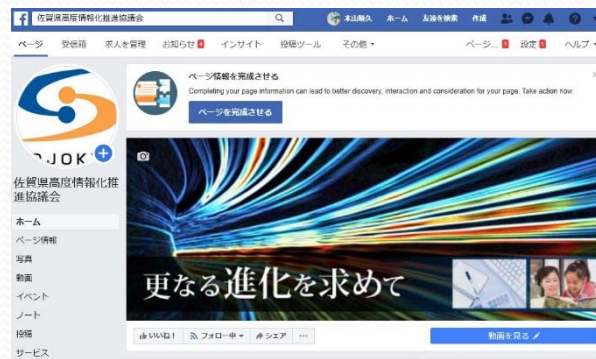 佐賀県高度情報化推進協議会
ホーム 友達を検索 作成
ページ 受信箱 求人を管理 お知らせ 4 インサイト 投稿ツール その他 ページ... 設定 1 ヘルプ
ページ情報を完成させる
Completing your page information can lead to better discovery, interaction and consideration for your page. Take action now.
ページを完成させる
佐賀県高度情報化推
進協議会
ホーム
ページ情報
写真
動画
イベント
ノート
投稿
サービス
更なる進化を求めて
いいね! フォロー中 シェア ...
動画を見る